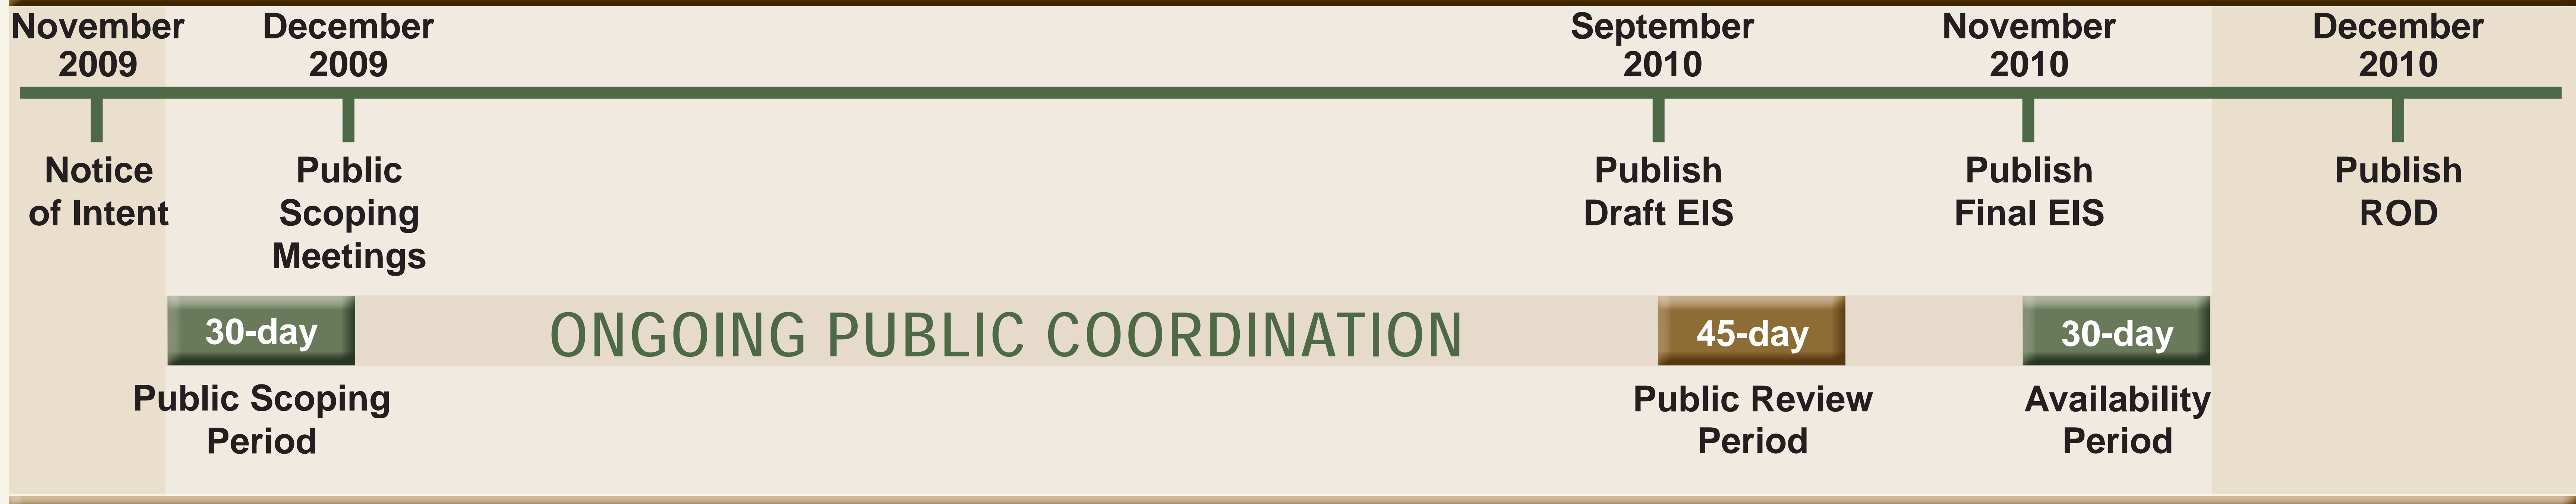 November
2009
December
2009
September
2010
November
2010
December
2010
Notice
of Intent
Public
Scoping
Meetings
Publish
Draft EIS
Publish
Final EIS
Publish
ROD
30-day
ONGOING PUBLIC COORDINATION
45-day
30-day
Public Scoping
Period
Public Review
Period
Availability
Period